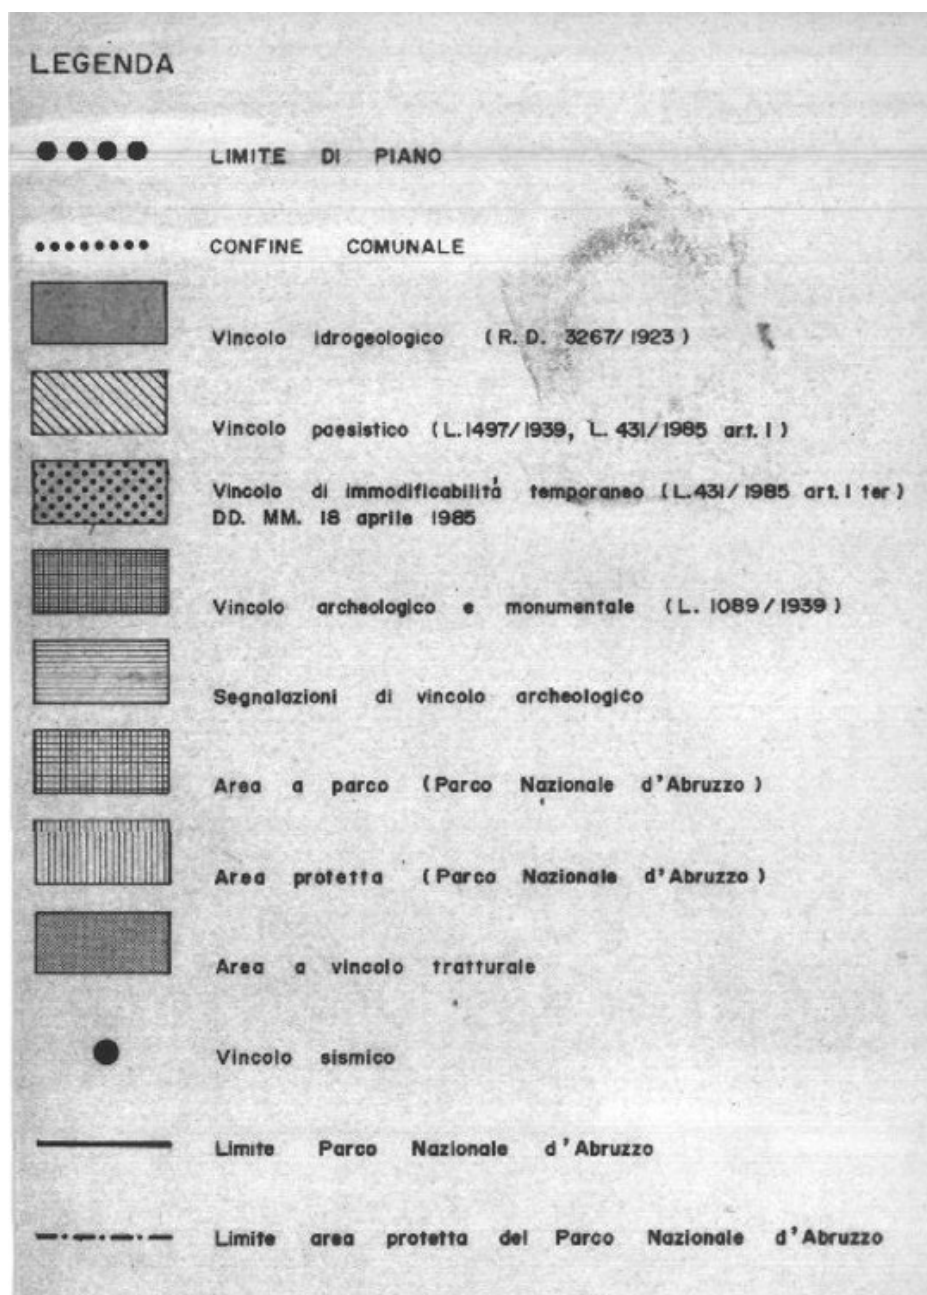 LEGENDA
LIMITE DI PIANO
CONFINE COMUNALE
Vincolo idrogeologico (R. D. 3267/1923)
Vincolo paesistico (L.1497/1939, L. 431/1985 art. 1)
Vincolo di immodificabilità temporaneo (L.431/1985 art. 1 ter)
DD. MM. 18 aprile 1985
Vincolo archeologico e monumentale (L. 1089/1939)
Segnalazioni di vincolo archeologico
Area a parco (Parco Nazionale d'Abruzzo)
Area protetta (Parco Nazionale d'Abruzzo)
Area a vincolo tratturale
Vincolo sismico
Limite Parco Nazionale d'Abruzzo
Limite area protetta del Parco Nazionale d'Abruzzo